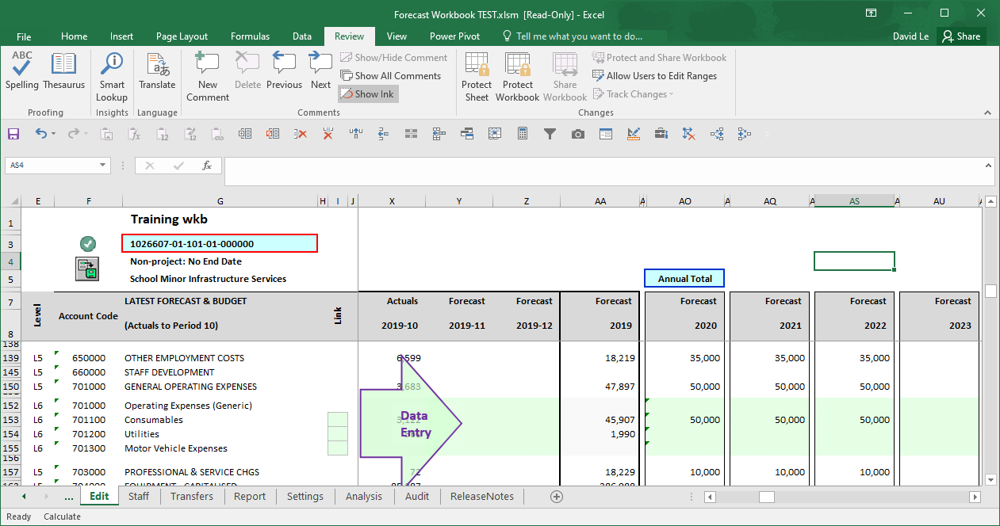 Forecast Workbook TEST.xlsm [Read-Only] - Excel
File Home Insert Page Layout Formulas Data Review View Power Pivot Tell me what you want to do... David Le Share
ABC
Spelling Thesaurus Smart Lookup Translate New Comment Delete Previous Next
Show/Hide Comment
Show All Comments
Show Ink
Protect Sheet Protect Workbook Share Workbook
Protect and Share Workbook
Allow Users to Edit Ranges
Track Changes
Proofing Insights Language Comments Changes
AS4 fx
E F G H I J X Y Z AA A AO A AQ A AS A AU A
1 Training wkb
3 1026607-01-101-01-000000
4 Non-project: No End Date
5 School Minor Infrastructure Services Annual Total
7 Level Account Code LATEST FORECAST & BUDGET Link Actuals Forecast Forecast Forecast Forecast Forecast Forecast Forecast
8 (Actuals to Period 10) 2019-10 2019-11 2019-12 2019 2020 2021 2022 2023
138
139 L5 650000 OTHER EMPLOYMENT COSTS 6,599 18,219 35,000 35,000 35,000
145 L5 660000 STAFF DEVELOPMENT
150 L5 701000 GENERAL OPERATING EXPENSES 3,683 47,897 50,000 50,000 50,000
152 L6 701000 Operating Expenses (Generic)
153 L6 701100 Consumables 3,122 45,907 50,000 50,000 50,000
Data
154 L6 701200 Utilities 1,990
Entry
155 L6 701300 Motor Vehicle Expenses
156
157 L5 703000 PROFESSIONAL & SERVICE CHGS 72 18,229 10,000 10,000 10,000
L5 704000 EQUIPMENT - CAPITALISED
... Edit Staff Transfers Report Settings Analysis Audit ReleaseNotes
Ready Calculate